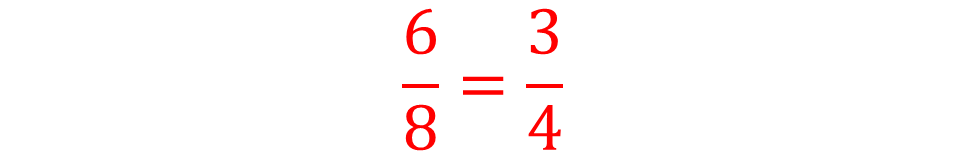 6/8 = 3/4